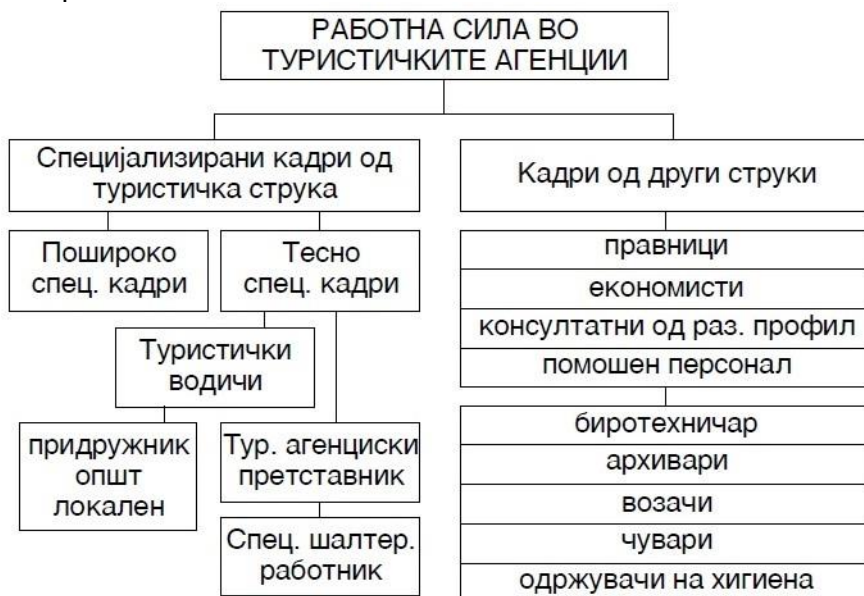 РАБОТНА СИЛА ВО
ТУРИСТИЧКИТЕ АГЕНЦИИ
Специјализирани кадри од
туристичка струка
Кадри од други струки
Пошироко
спец. кадри
Тесно
спец. кадри
Туристички
водичи
придружник
општ
локален
Тур. агенциски
претставник
Спец. шалтер.
работник
правници
економисти
консултатни од раз. профил
помошен персонал
биротехничар
архивари
возачи
чувари
одржувачи на хигиена